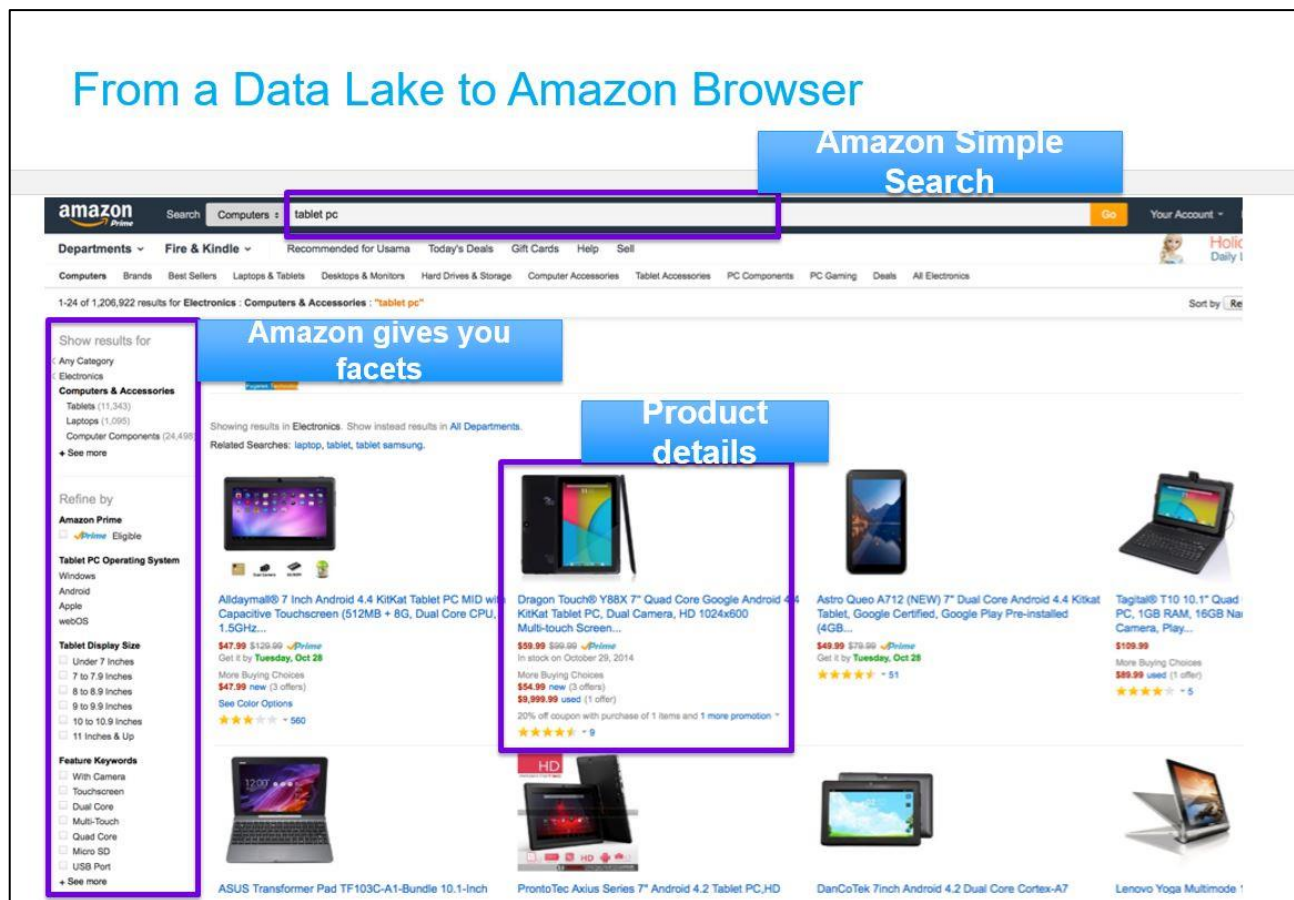 From a Data Lake to Amazon Browser
Amazon Simple
Search
amazon
Prime
Search
Computers
tablet pc
Go
Your Account
Departments
Fire & Kindle
Recommended for Usama
Today's Deals
Gift Cards
Help
Sell
Daily
Computers
Brands
Best Sellers
Laptops & Tablets
Desktops & Monitors
Hard Drives & Storage
Computer Accessories
Tablet Accessories
PC Components
PC Gaming
Deals
All Electronics
1-24 of 1,206,922 results for Electronics : Computers & Accessories : "tablet pc"
Sort by
Amazon gives you
facets
Show results for
Any Category
Electronics
Computers & Accessories
Tablets (11,343)
Laptops (1,095)
Computer Components (24,498
+ See more
Refine by
Amazon Prime
Prime Eligible
Tablet PC Operating System
Windows
Android
Apple
webOS
Tablet Display Size
Under 7 Inches
7 to 7.9 Inches
8 to 8.9 Inches
9 to 9.9 Inches
10 to 10.9 Inches
11 Inches & Up
Feature Keywords
With Camera
Touchscreen
Dual Core
Multi-Touch
Quad Core
Micro SD
USB Port
+ See more
Showing results in Electronics. Show instead results in All Departments.
Related Searches: laptop, tablet, tablet samsung.
Product
details
Alldaymall® 7 Inch Android 4.4 KitKat Tablet PC MID with
Capacitive Touchscreen (512MB + 8G, Dual Core CPU,
1.5GHz...
$47.99 $129.99 Prime
Get it by Tuesday, Oct 28
More Buying Choices
$47.99 new (3 offers)
See Color Options
560
Dragon Touch® Y88X 7" Quad Core Google Android 4.4
KitKat Tablet PC, Dual Camera, HD 1024x600
Multi-touch Screen...
$59.99 $99.99 Prime
In stock on October 29, 2014
More Buying Choices
$54.99 new (3 offers)
$9,999.99 used (1 offer)
20% off coupon with purchase of 1 items and 1 more promotion
9
Astro Queo A712 (NEW) 7" Dual Core Android 4.4 Kitkat
Tablet, Google Certified, Google Play Pre-installed
(4GB...
$49.99 $79.99 Prime
Get it by Tuesday, Oct 28
51
Tagital® T10 10.1" Quad
PC, 1GB RAM, 16GB Na
Camera, Play...
$109.99
More Buying Choices
$89.99 used (1 offer)
5
12:00
HD
HD
ASUS Transformer Pad TF103C-A1-Bundle 10.1-Inch
ProntoTec Axius Series 7" Android 4.2 Tablet PC,HD
DanCoTek 7inch Android 4.2 Dual Core Cortex-A7
Lenovo Yoga Multimode